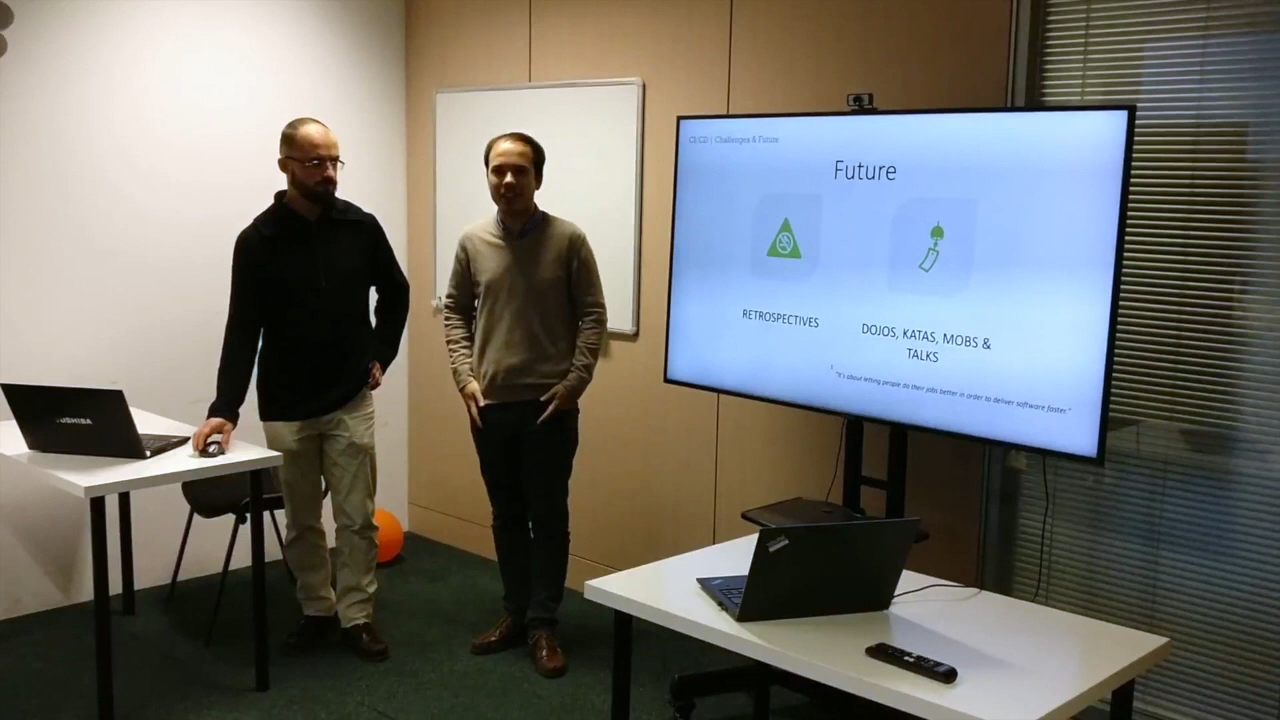 CI/CD | Challenges & Future
Future
RETROSPECTIVES
DOJOS, KATAS, MOBS &
TALKS
"It's about letting people do their jobs better in order to deliver software faster."
TOSHIBA